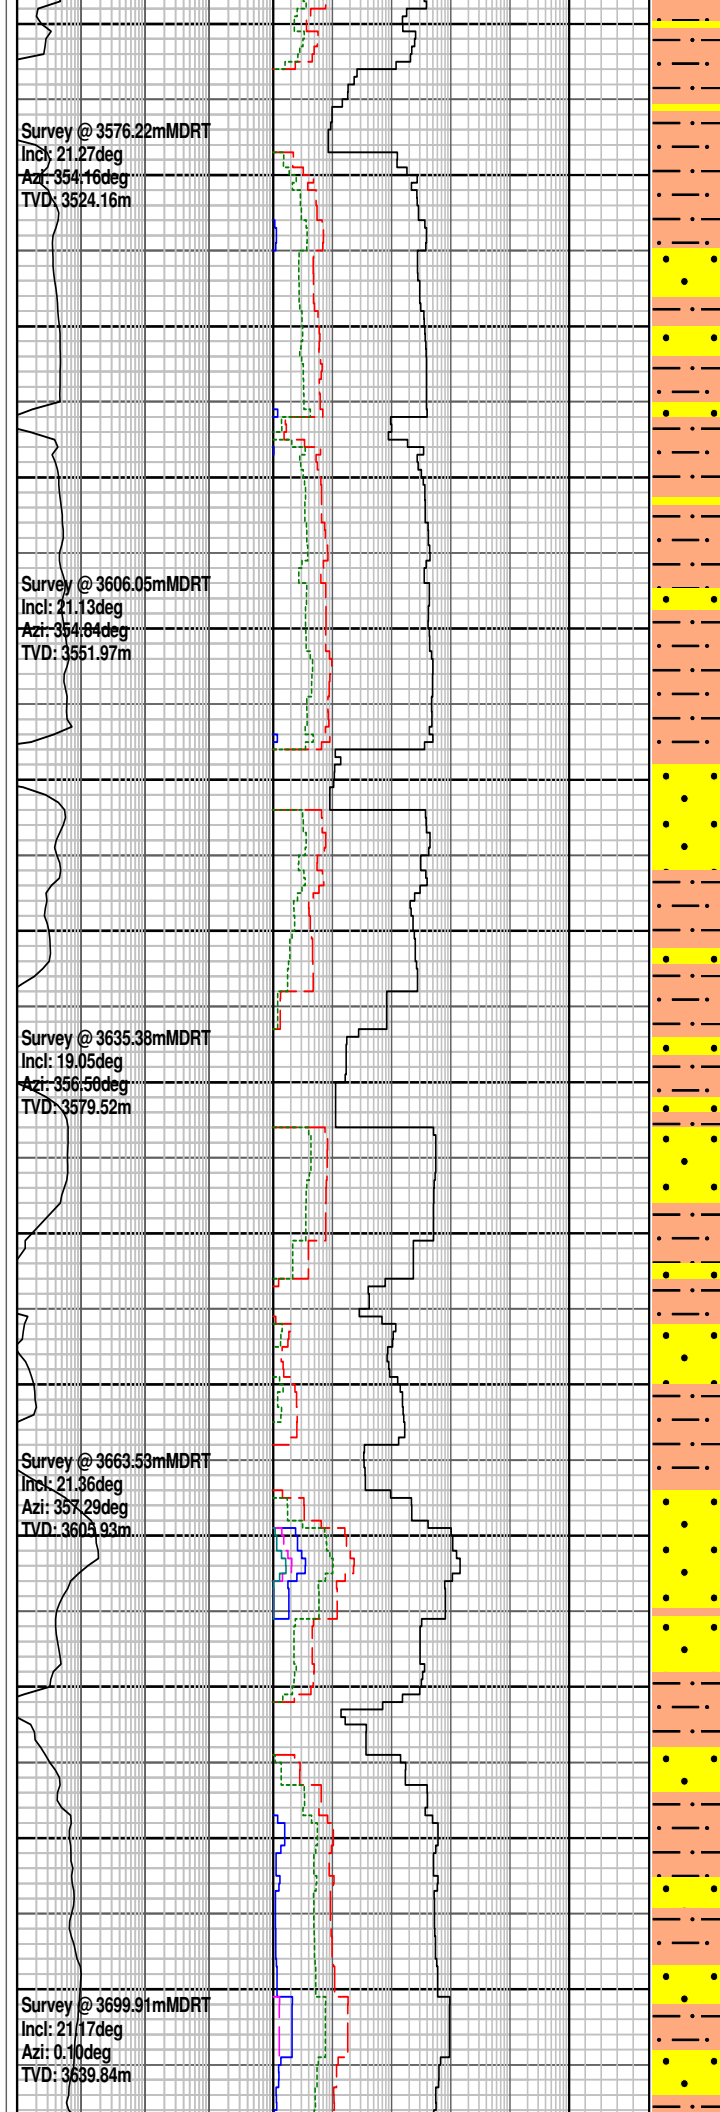 Survey @ 3576.22mMDRT
Incl: 21.27deg
Azi: 354.16deg
TVD: 3524.16m
Survey @ 3606.05mMDRT
Incl: 21.13deg
Azi: 354.84deg
TVD: 3551.97m
Survey @ 3635.38mMDRT
Incl: 19.05deg
Azi: 356.50deg
TVD: 3579.52m
Survey @ 3663.53mMDRT
Incl: 21.36deg
Azi: 357.29deg
TVD: 3605.93m
Survey @ 3699.91mMDRT
Incl: 21.17deg
Azi: 0.10deg
TVD: 3639.84m